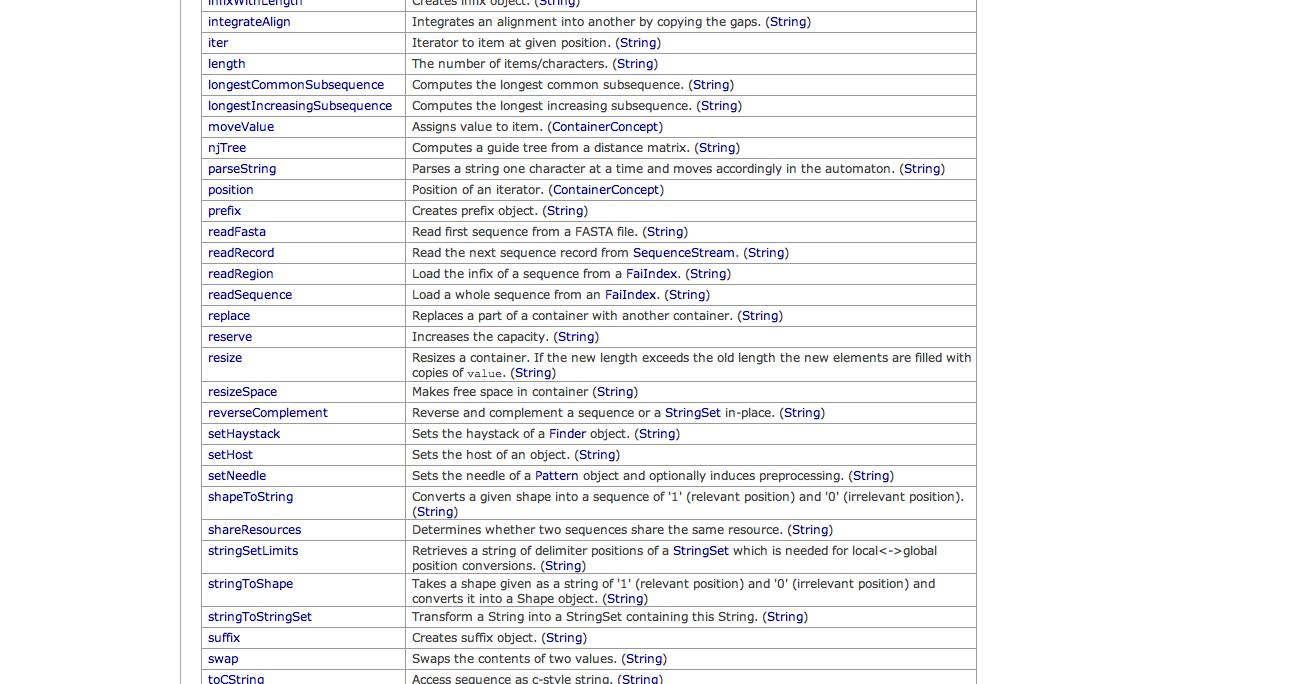 infixWithLength Creates infix object. (String)
integrateAlign Integrates an alignment into another by copying the gaps. (String)
iter Iterator to item at given position. (String)
length The number of items/characters. (String)
longestCommonSubsequence Computes the longest common subsequence. (String)
longestIncreasingSubsequence Computes the longest increasing subsequence. (String)
moveValue Assigns value to item. (ContainerConcept)
njTree Computes a guide tree from a distance matrix. (String)
parseString Parses a string one character at a time and moves accordingly in the automaton. (String)
position Position of an iterator. (ContainerConcept)
prefix Creates prefix object. (String)
readFasta Read first sequence from a FASTA file. (String)
readRecord Read the next sequence record from SequenceStream. (String)
readRegion Load the infix of a sequence from a FaiIndex. (String)
readSequence Load a whole sequence from an FaiIndex. (String)
replace Replaces a part of a container with another container. (String)
reserve Increases the capacity. (String)
resize Resizes a container. If the new length exceeds the old length the new elements are filled with
copies of value. (String)
resizeSpace Makes free space in container (String)
reverseComplement Reverse and complement a sequence or a StringSet in-place. (String)
setHaystack Sets the haystack of a Finder object. (String)
setHost Sets the host of an object. (String)
setNeedle Sets the needle of a Pattern object and optionally induces preprocessing. (String)
shapeToString Converts a given shape into a sequence of '1' (relevant position) and '0' (irrelevant position).
(String)
shareResources Determines whether two sequences share the same resource. (String)
stringSetLimits Retrieves a string of delimiter positions of a StringSet which is needed for local<->global
position conversions. (String)
stringToShape Takes a shape given as a string of '1' (relevant position) and '0' (irrelevant position) and
converts it into a Shape object. (String)
stringToStringSet Transform a String into a StringSet containing this String. (String)
suffix Creates suffix object. (String)
swap Swaps the contents of two values. (String)
toCString Access sequence as c-style string. (String)